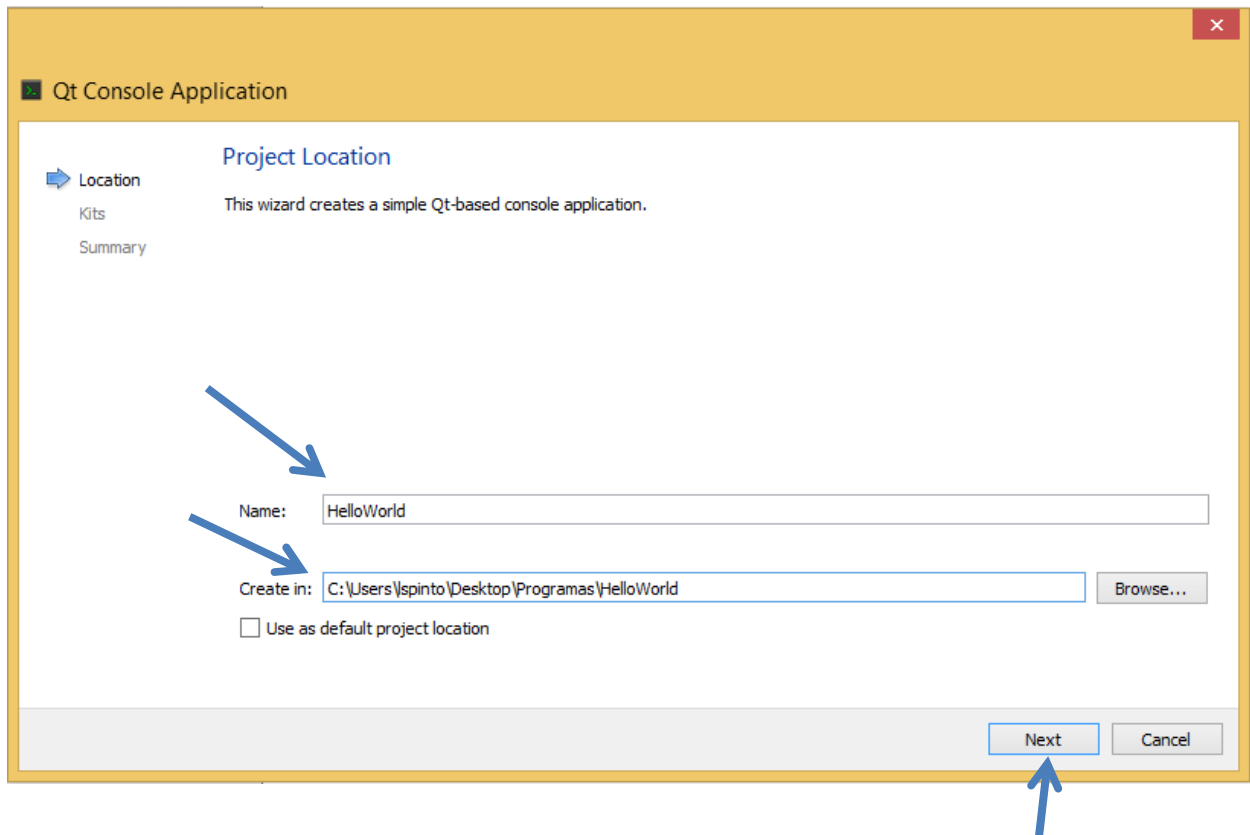 Qt Console Application
Location
Kits
Summary
Project Location
This wizard creates a simple Qt-based console application.
Name: HelloWorld
Create in: C:\Users\lspinto\Desktop\Programas\HelloWorld Browse...
Use as default project location
Next Cancel